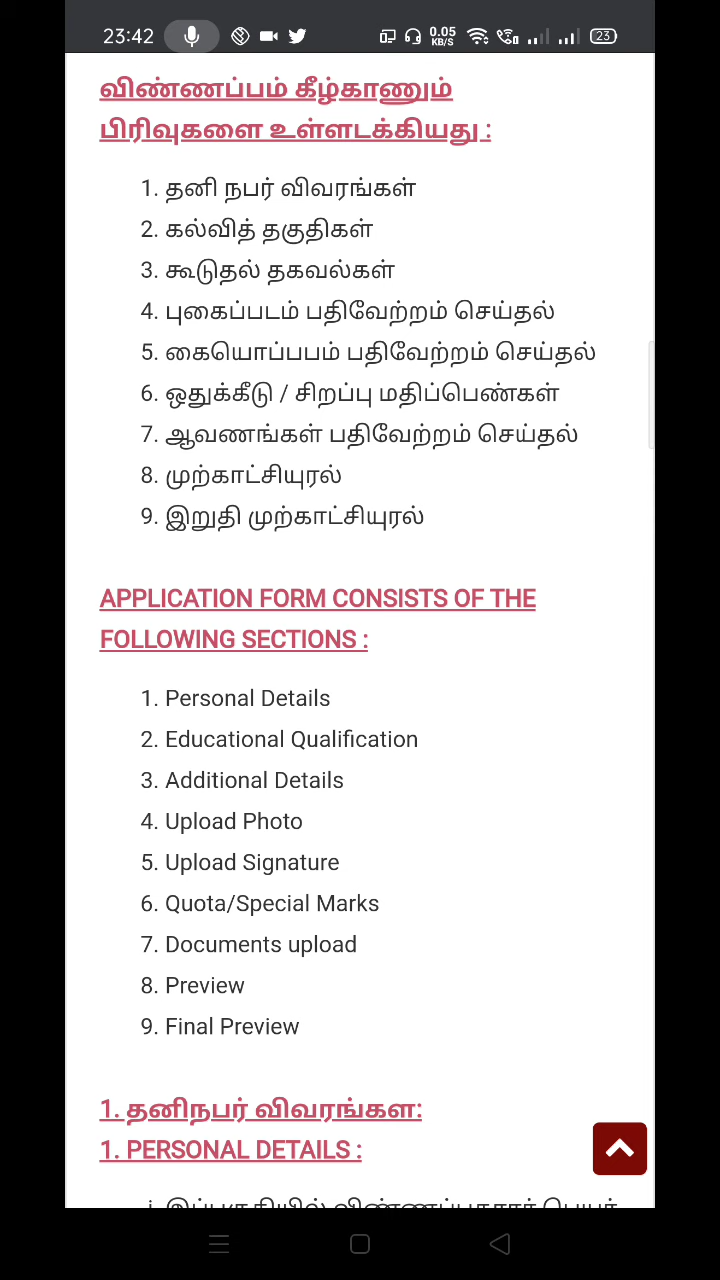 23:42
0.05
KB/S
23
விண்ணப்பம் கீழ்காணும்
பிரிவுகளை உள்ளடக்கியது :
1. தனி நபர் விவரங்கள்
2. கல்வித் தகுதிகள்
3. கூடுதல் தகவல்கள்
4. புகைப்படம் பதிவேற்றம் செய்தல்
5. கையொப்பபம் பதிவேற்றம் செய்தல்
6. ஒதுக்கீடு / சிறப்பு மதிப்பெண்கள்
7. ஆவணங்கள் பதிவேற்றம் செய்தல்
8. முற்காட்சியுரல்
9. இறுதி முற்காட்சியுரல்
APPLICATION FORM CONSISTS OF THE
FOLLOWING SECTIONS :
1. Personal Details
2. Educational Qualification
3. Additional Details
4. Upload Photo
5. Upload Signature
6. Quota/Special Marks
7. Documents upload
8. Preview
9. Final Preview
1. தனிநபர் விவரங்கள:
1. PERSONAL DETAILS :